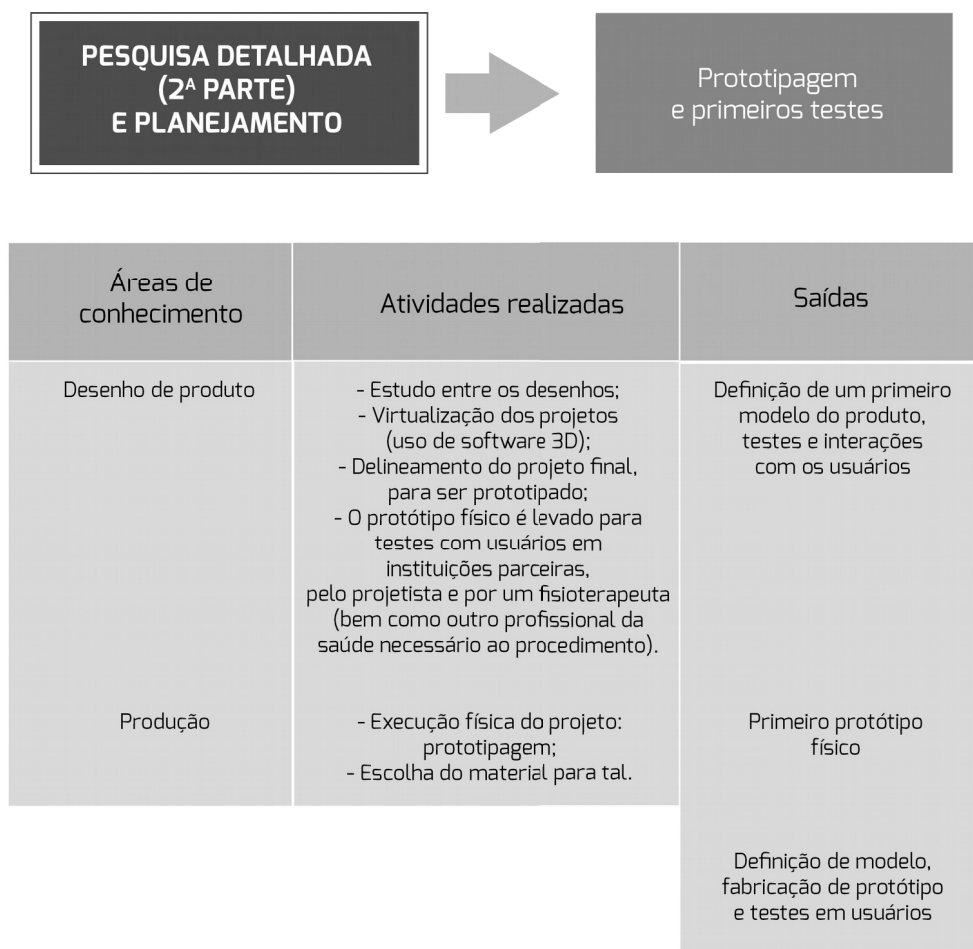 PESQUISA DETALHADA
(2ª PARTE)
E PLANEJAMENTO
Prototipagem
e primeiros testes
Áreas de
conhecimento
Atividades realizadas
Saídas
Desenho de produto
- Estudo entre os desenhos;
- Virtualização dos projetos
(uso de software 3D);
- Delineamento do projeto final,
para ser prototipado;
- O protótipo físico é levado para
testes com usuários em
instituições parceiras,
pelo projetista e por um fisioterapeuta
(bem como outro profissional da
saúde necessário ao procedimento).
Definição de um primeiro
modelo do produto,
testes e interações
com os usuários
Produção
- Execução física do projeto:
prototipagem;
- Escolha do material para tal.
Primeiro protótipo
físico
Definição de modelo,
fabricação de protótipo
e testes em usuários